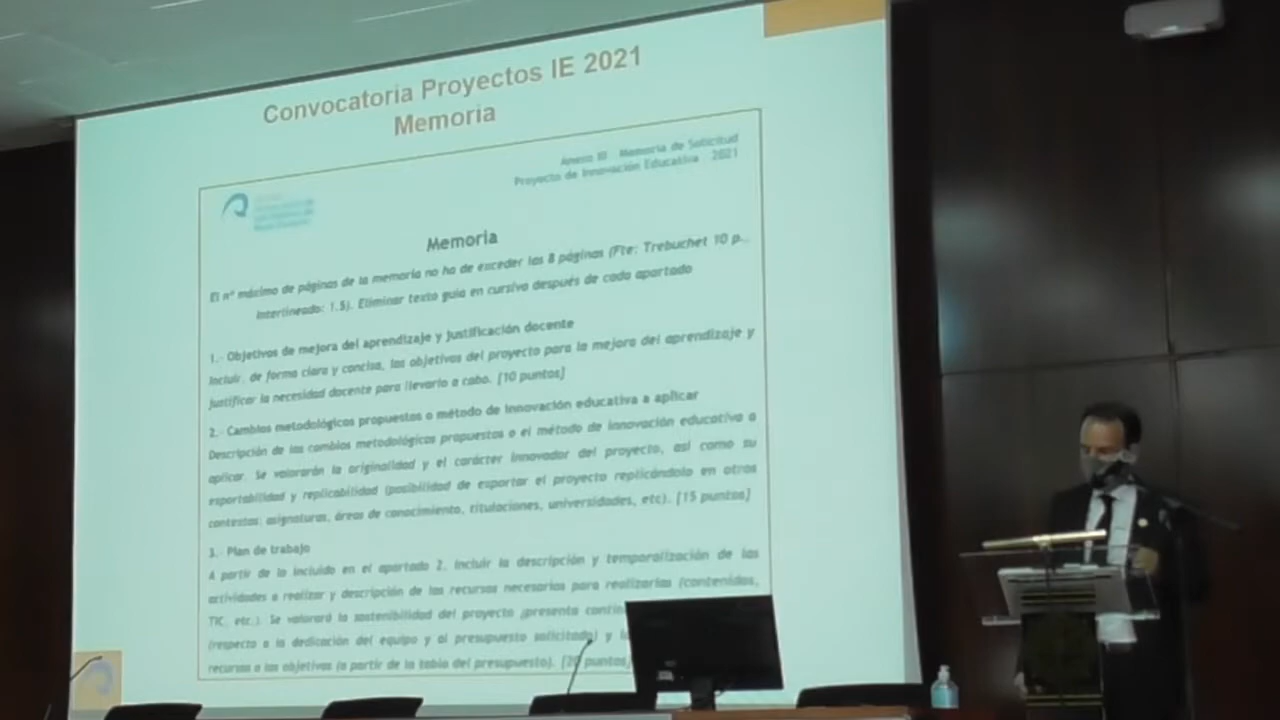 Convocatoria Proyectos IE 2021
Memoria
Anexo III Memoria de Solicitud
Proyecto de Innovación Educativa 2021
Memoria
El nº máximo de páginas de la memoria no ha de exceder las 8 páginas (Fte: Trebuchet 10 p.,
Interlineado: 1.5). Eliminar texto guía en cursiva después de cada apartado
1.- Objetivos de mejora del aprendizaje y justificación docente
Incluir, de forma clara y concisa, los objetivos del proyecto para la mejora del aprendizaje y
justificar la necesidad docente para llevarlo a cabo. [10 puntos]
2.- Cambios metodológicos propuestos o método de innovación educativa a aplicar
Descripción de los cambios metodológicos propuestos o el método de innovación educativa a
aplicar. Se valorarán la originalidad y el carácter innovador del proyecto, así como su
exportabilidad y replicabilidad (posibilidad de exportar el proyecto replicándolo en otros
contextos: asignaturas, áreas de conocimiento, titulaciones, universidades, etc). [15 puntos]
3.- Plan de trabajo
A partir de lo incluido en el apartado 2, incluir la descripción y temporalización de las
actividades a realizar y descripción de los recursos necesarios para realizarlas (contenidos,
TIC, etc.). Se valorará la sostenibilidad del proyecto (presenta
(respecto a la dedicación del equipo y al presupuesto solicitado) y
recursos a los objetivos (a partir de la tabla del presupuesto). [20 puntos]